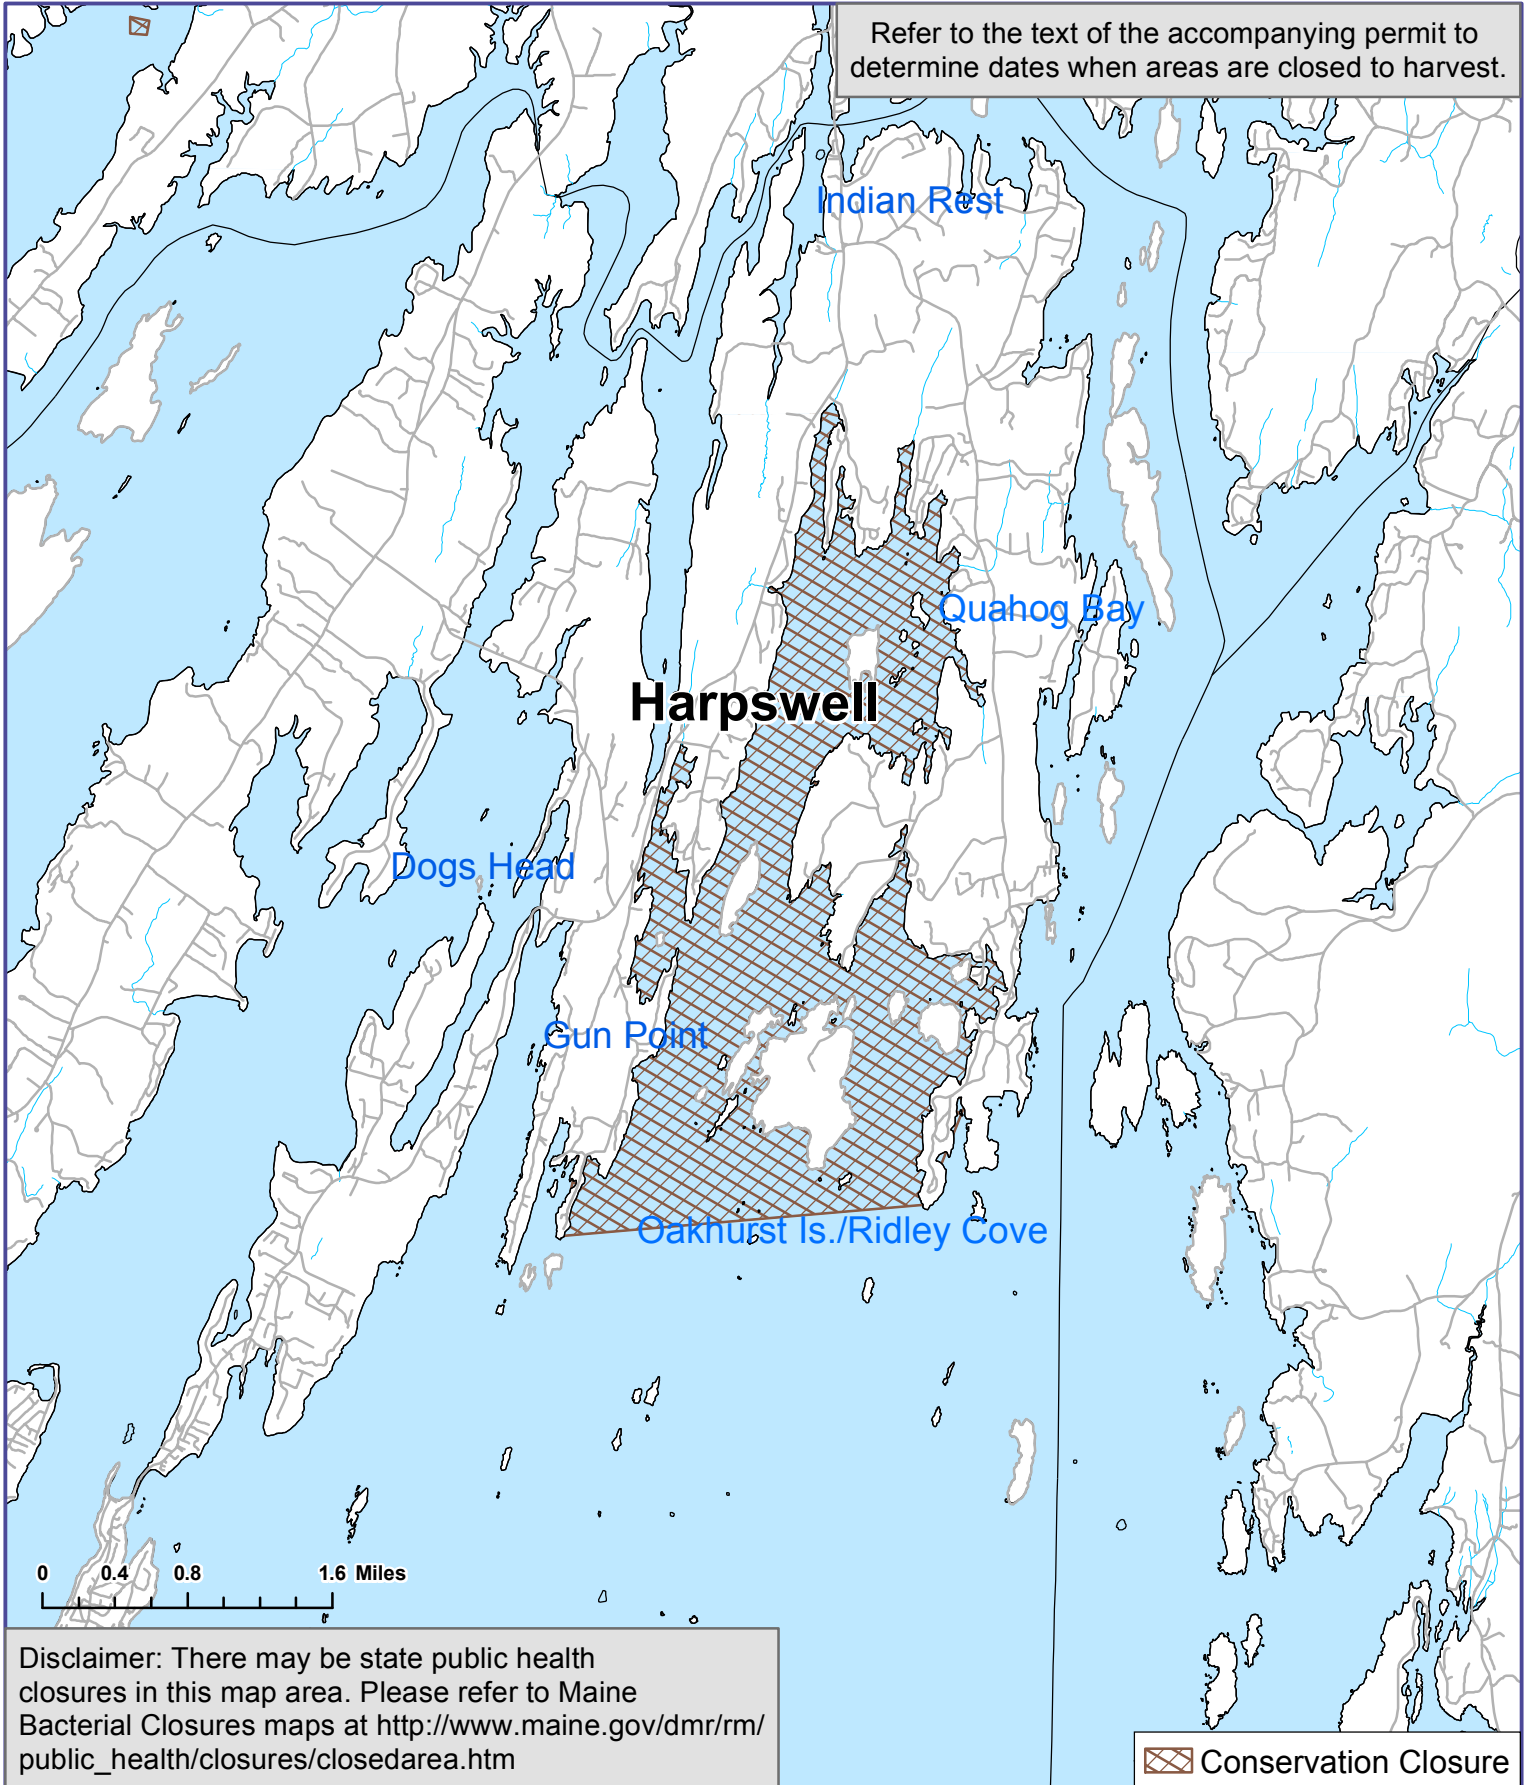 Refer to the text of the accompanying permit to
determine dates when areas are closed to harvest.
Indian Rest
Quahog Bay
Harpswell
Dogs Head
Gun Point
Oakhurst Is./Ridley Cove
0 0.4 0.8 1.6 Miles
Disclaimer: There may be state public health
closures in this map area. Please refer to Maine
Bacterial Closures maps at http://www.maine.gov/dmr/rm/
public_health/closures/closedarea.htm
Conservation Closure